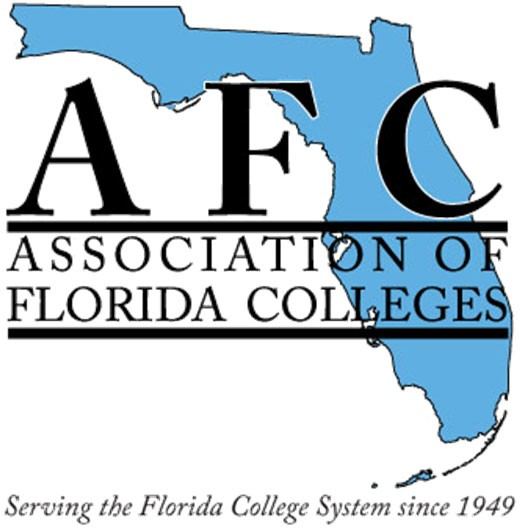 AFC
ASSOCIATION OF
FLORIDA COLLEGES
Serving the Florida College System since 1949